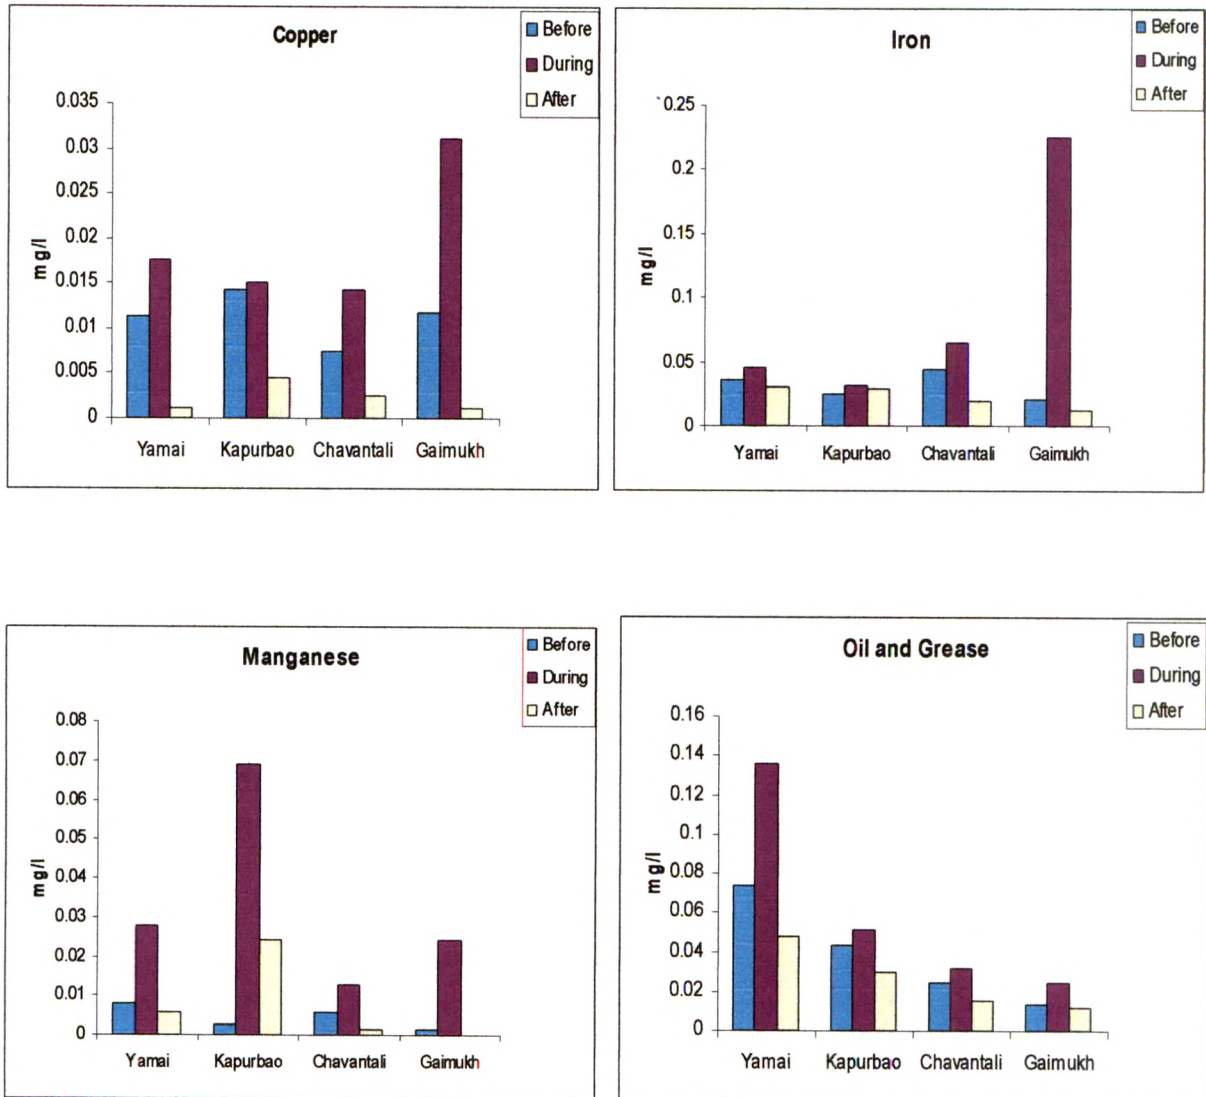 Copper
Before
During
After
0.035
0.03
0.025
0.02
0.015
0.01
0.005
0
mg/l
Yamai Kapurbao Chavantali Gaimukh
Iron
Before
During
After
0.25
0.2
0.15
0.1
0.05
0
mg/l
Yamai Kapurbao Chavantali Gaimukh
Manganese
Before
During
After
0.08
0.07
0.06
0.05
0.04
0.03
0.02
0.01
0
mg/l
Yamai Kapurbao Chavantali Gaimukh
Oil and Grease
Before
During
After
0.16
0.14
0.12
0.1
0.08
0.06
0.04
0.02
0
mg/l
Yamai Kapurbao Chavantali Gaimukh